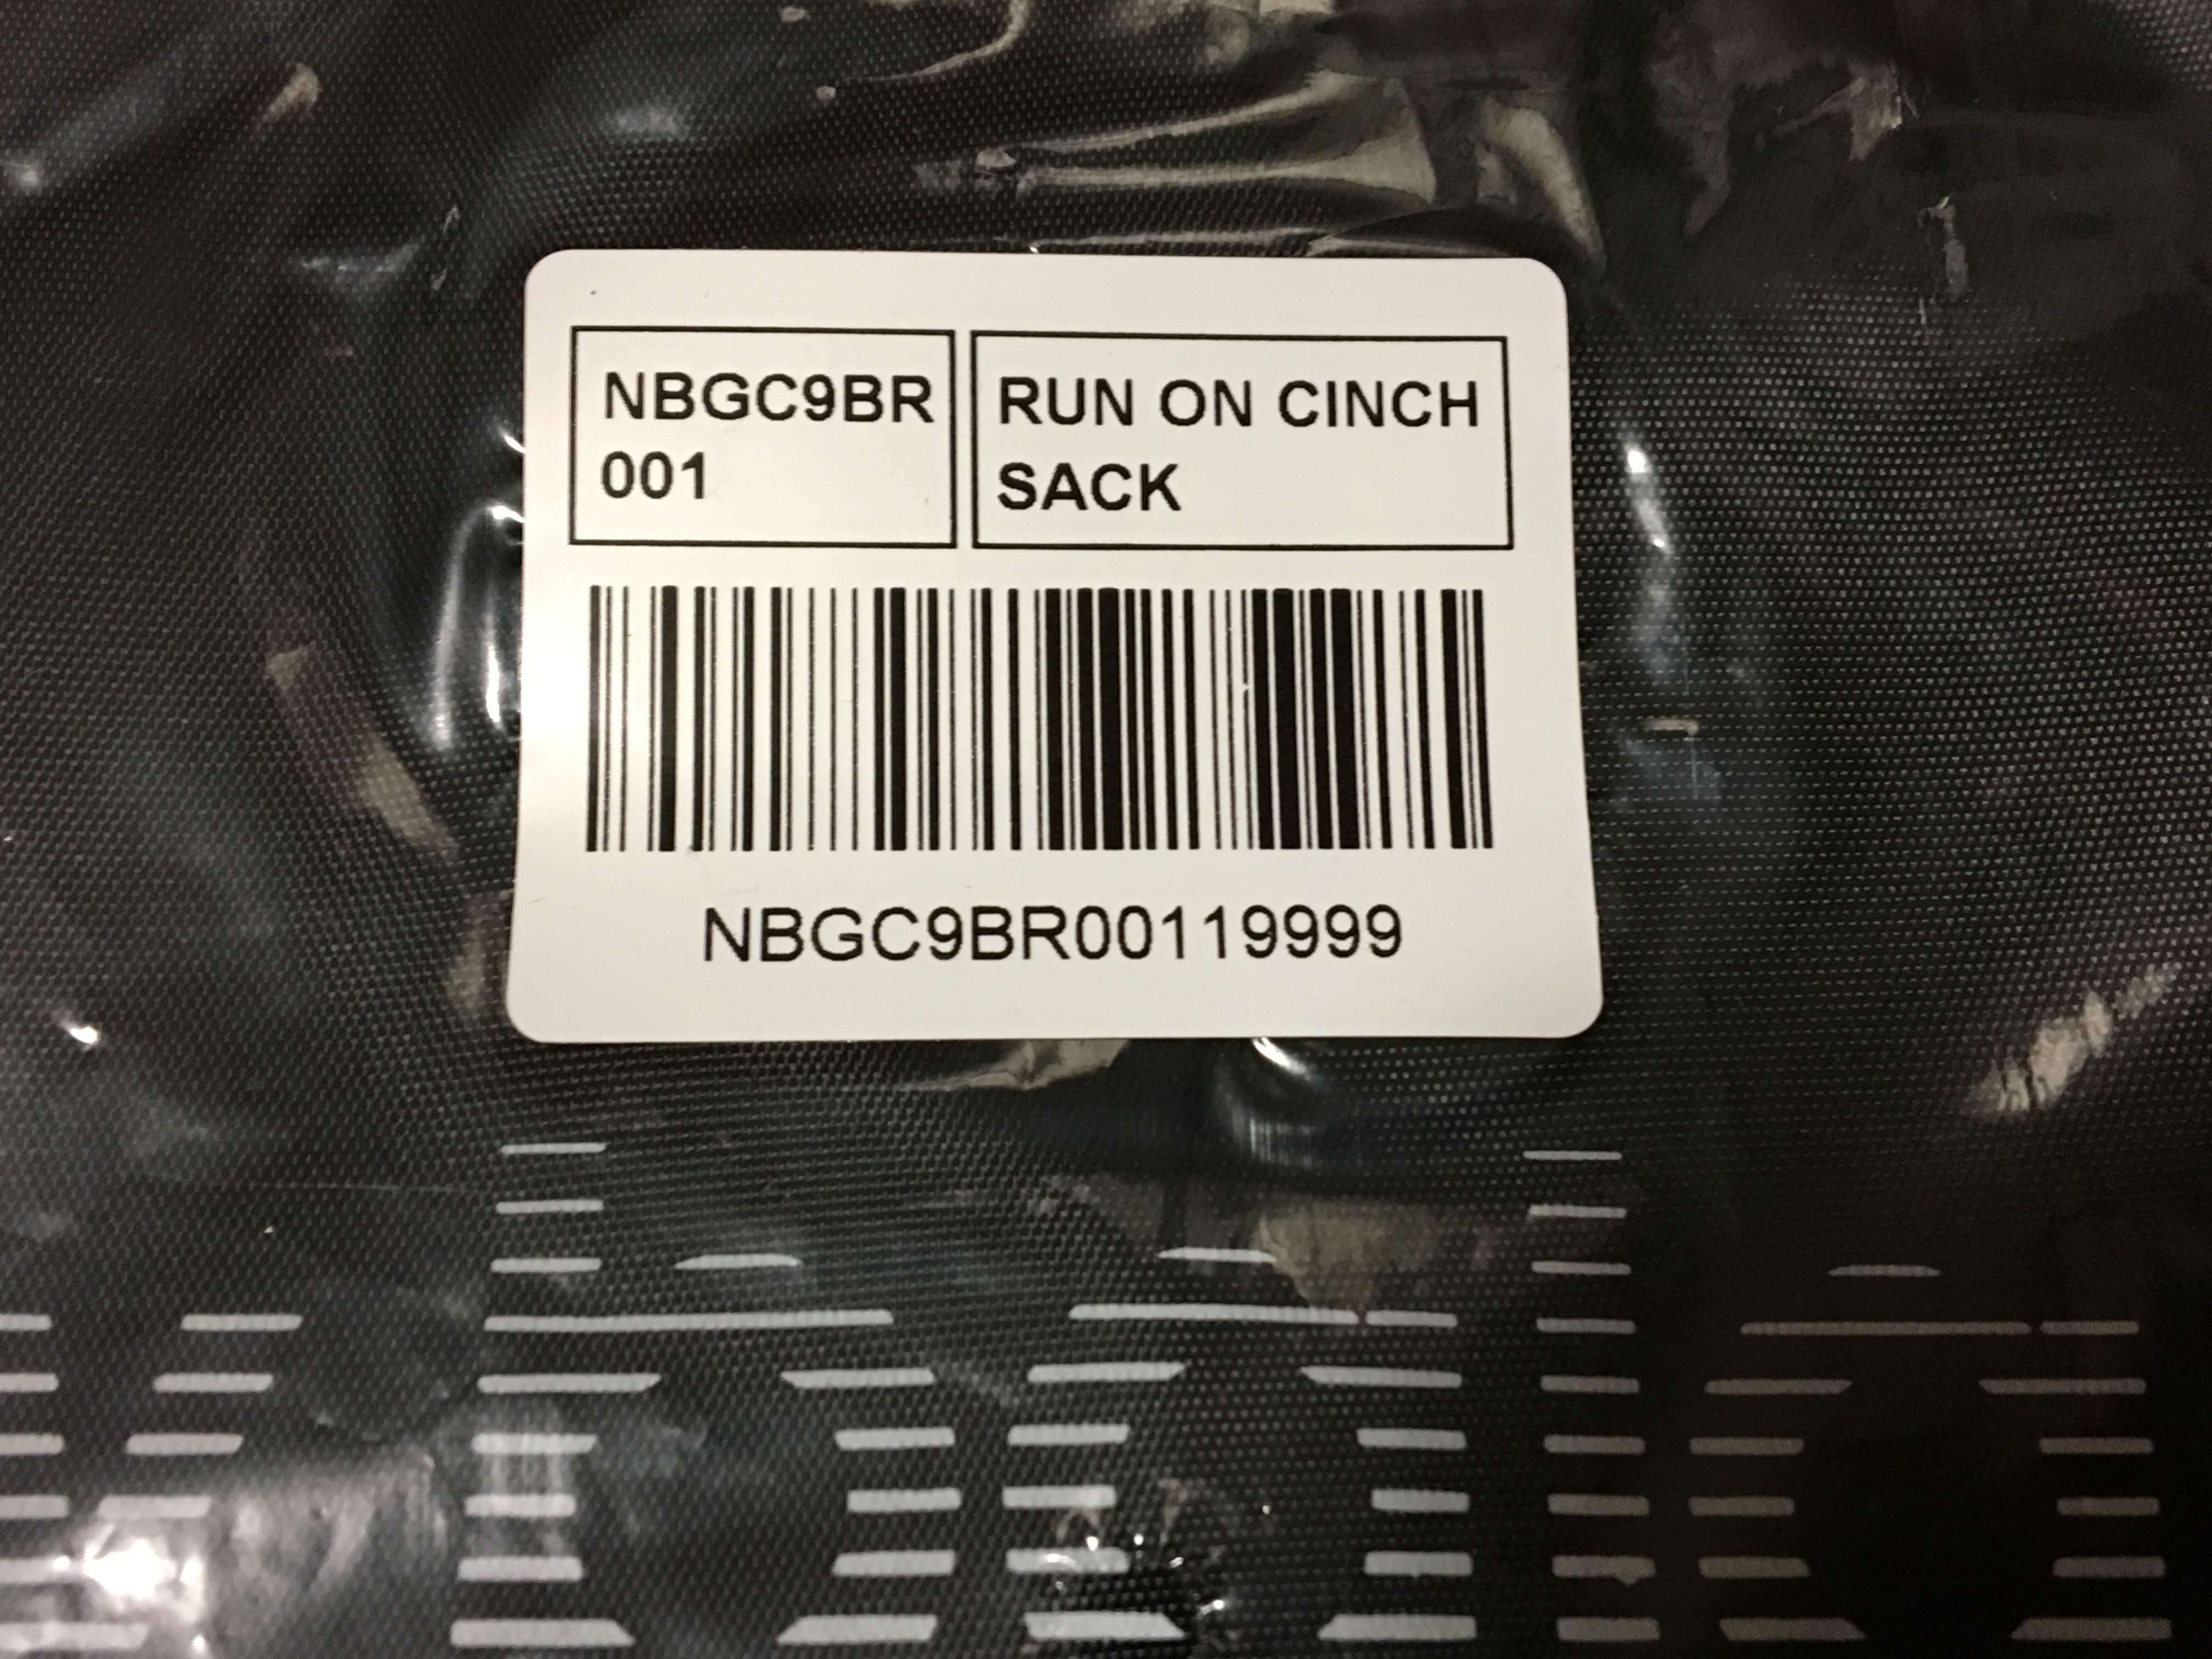 NBGC9BR
001
RUN ON CINCH
SACK
NBGC9BR00119999